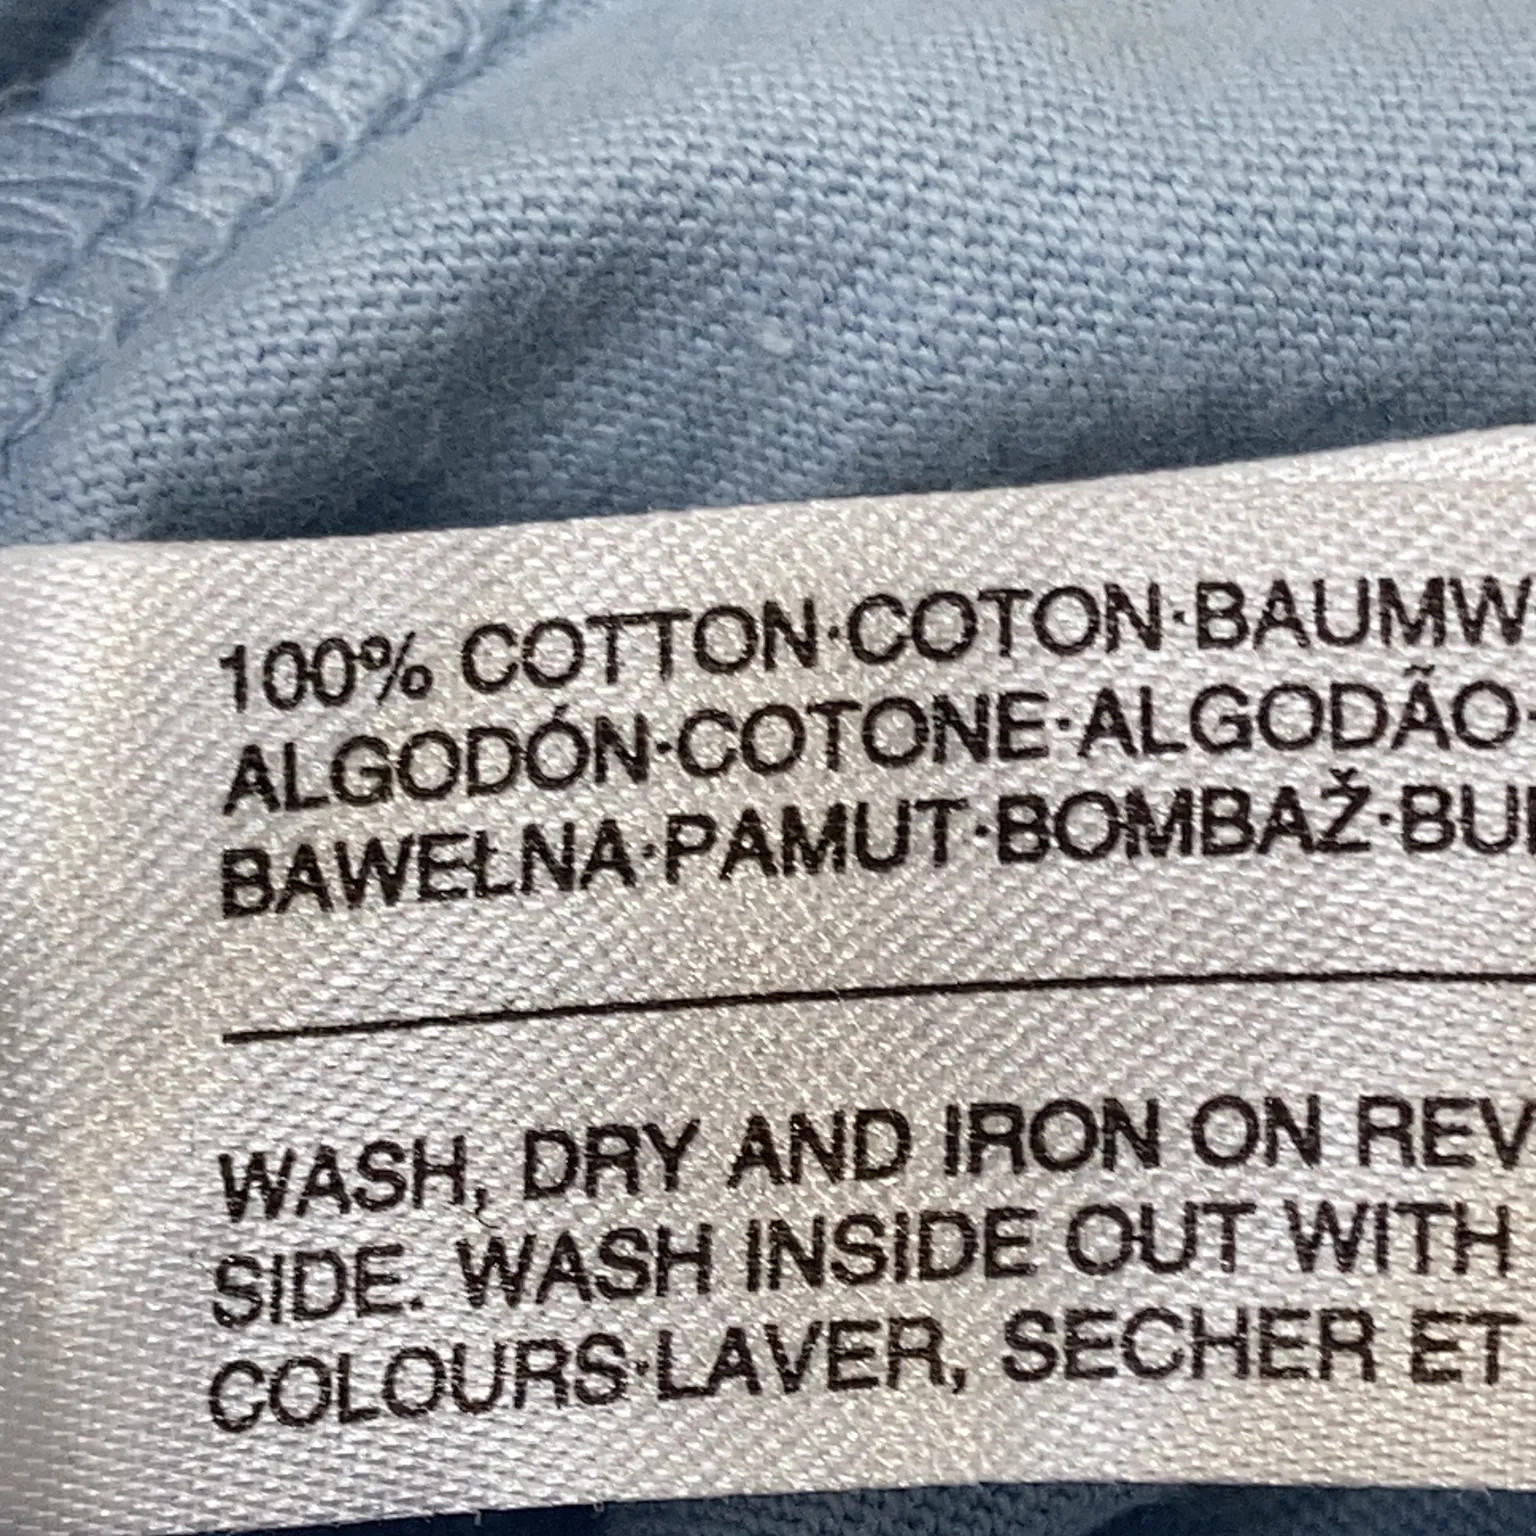 100% COTTON·COTON·BAUMW
ALGODÓN·COTONE·ALGODÃO·
BAWEŁNA·PAMUT·BOMBAŽ·BU
WASH, DRY AND IRON ON REV
SIDE. WASH INSIDE OUT WITH
COLOURS·LAVER, SECHER ET